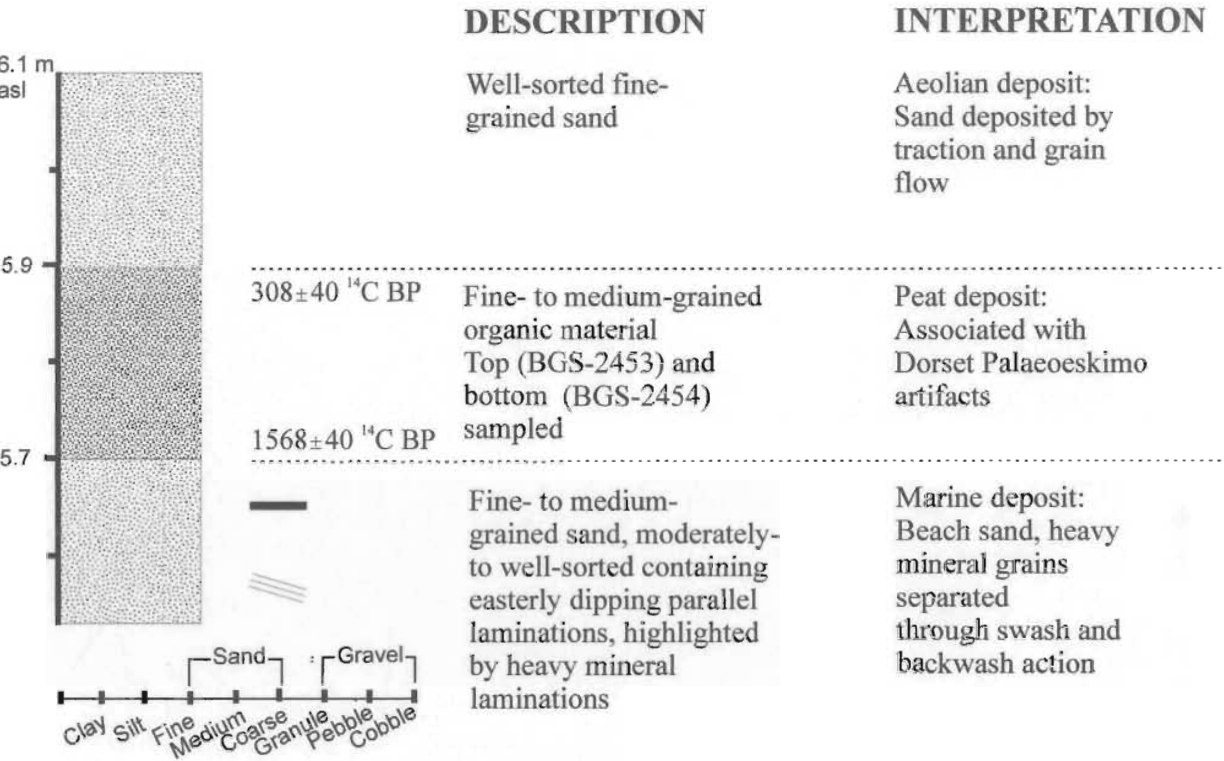 DESCRIPTION
INTERPRETATION
6.1 m
asl
Well-sorted fine-
grained sand
Aeolian deposit:
Sand deposited by
traction and grain
flow
5.9
308±40 ¹⁴C BP
Fine- to medium-grained
organic material
Top (BGS-2453) and
bottom (BGS-2454)
sampled
Peat deposit:
Associated with
Dorset Palaeoeskimo
artifacts
1568±40 ¹⁴C BP
5.7
Fine- to medium-
grained sand, moderately-
to well-sorted containing
easterly dipping parallel
laminations, highlighted
by heavy mineral
laminations
Marine deposit:
Beach sand, heavy
mineral grains
separated
through swash and
backwash action
Sand
Gravel
Clay
Silt
Fine
Medium
Coarse
Granule
Pebble
Cobble